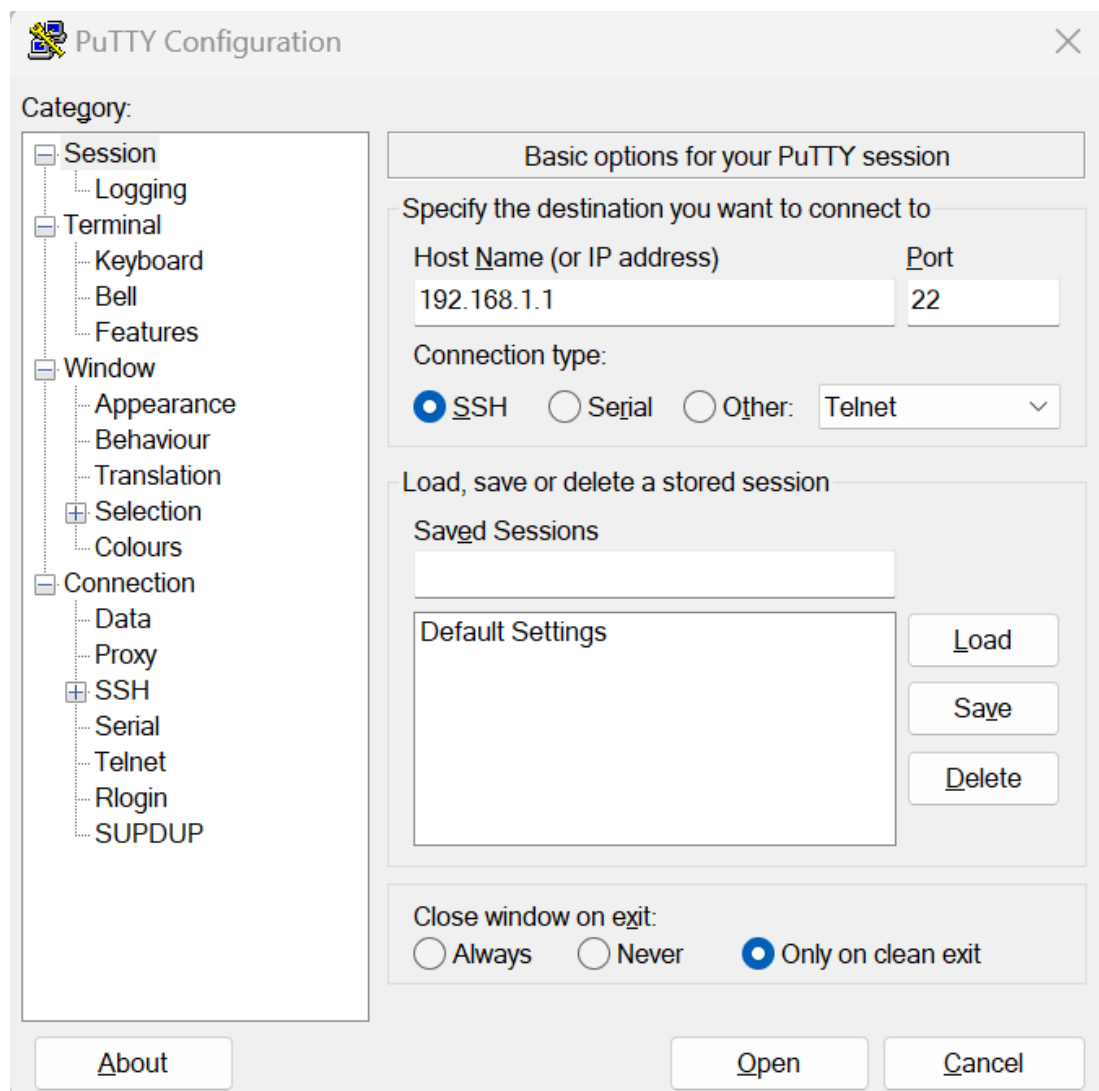 PuTTY Configuration
Category:
Session
Logging
Terminal
Keyboard
Bell
Features
Window
Appearance
Behaviour
Translation
Selection
Colours
Connection
Data
Proxy
SSH
Serial
Telnet
Rlogin
SUPDUP
Basic options for your PuTTY session
Specify the destination you want to connect to
Host Name (or IP address) Port
192.168.1.1 22
Connection type:
SSH Serial Other: Telnet
Load, save or delete a stored session
Saved Sessions
Default Settings
Load
Save
Delete
Close window on exit:
Always Never Only on clean exit
About Open Cancel